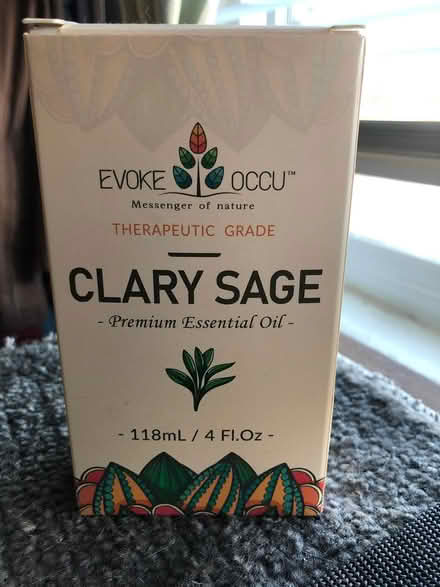 EVOKE OCCU™
Messenger of nature
THERAPEUTIC GRADE
CLARY SAGE
- Premium Essential Oil -
- 118mL / 4 Fl.Oz -